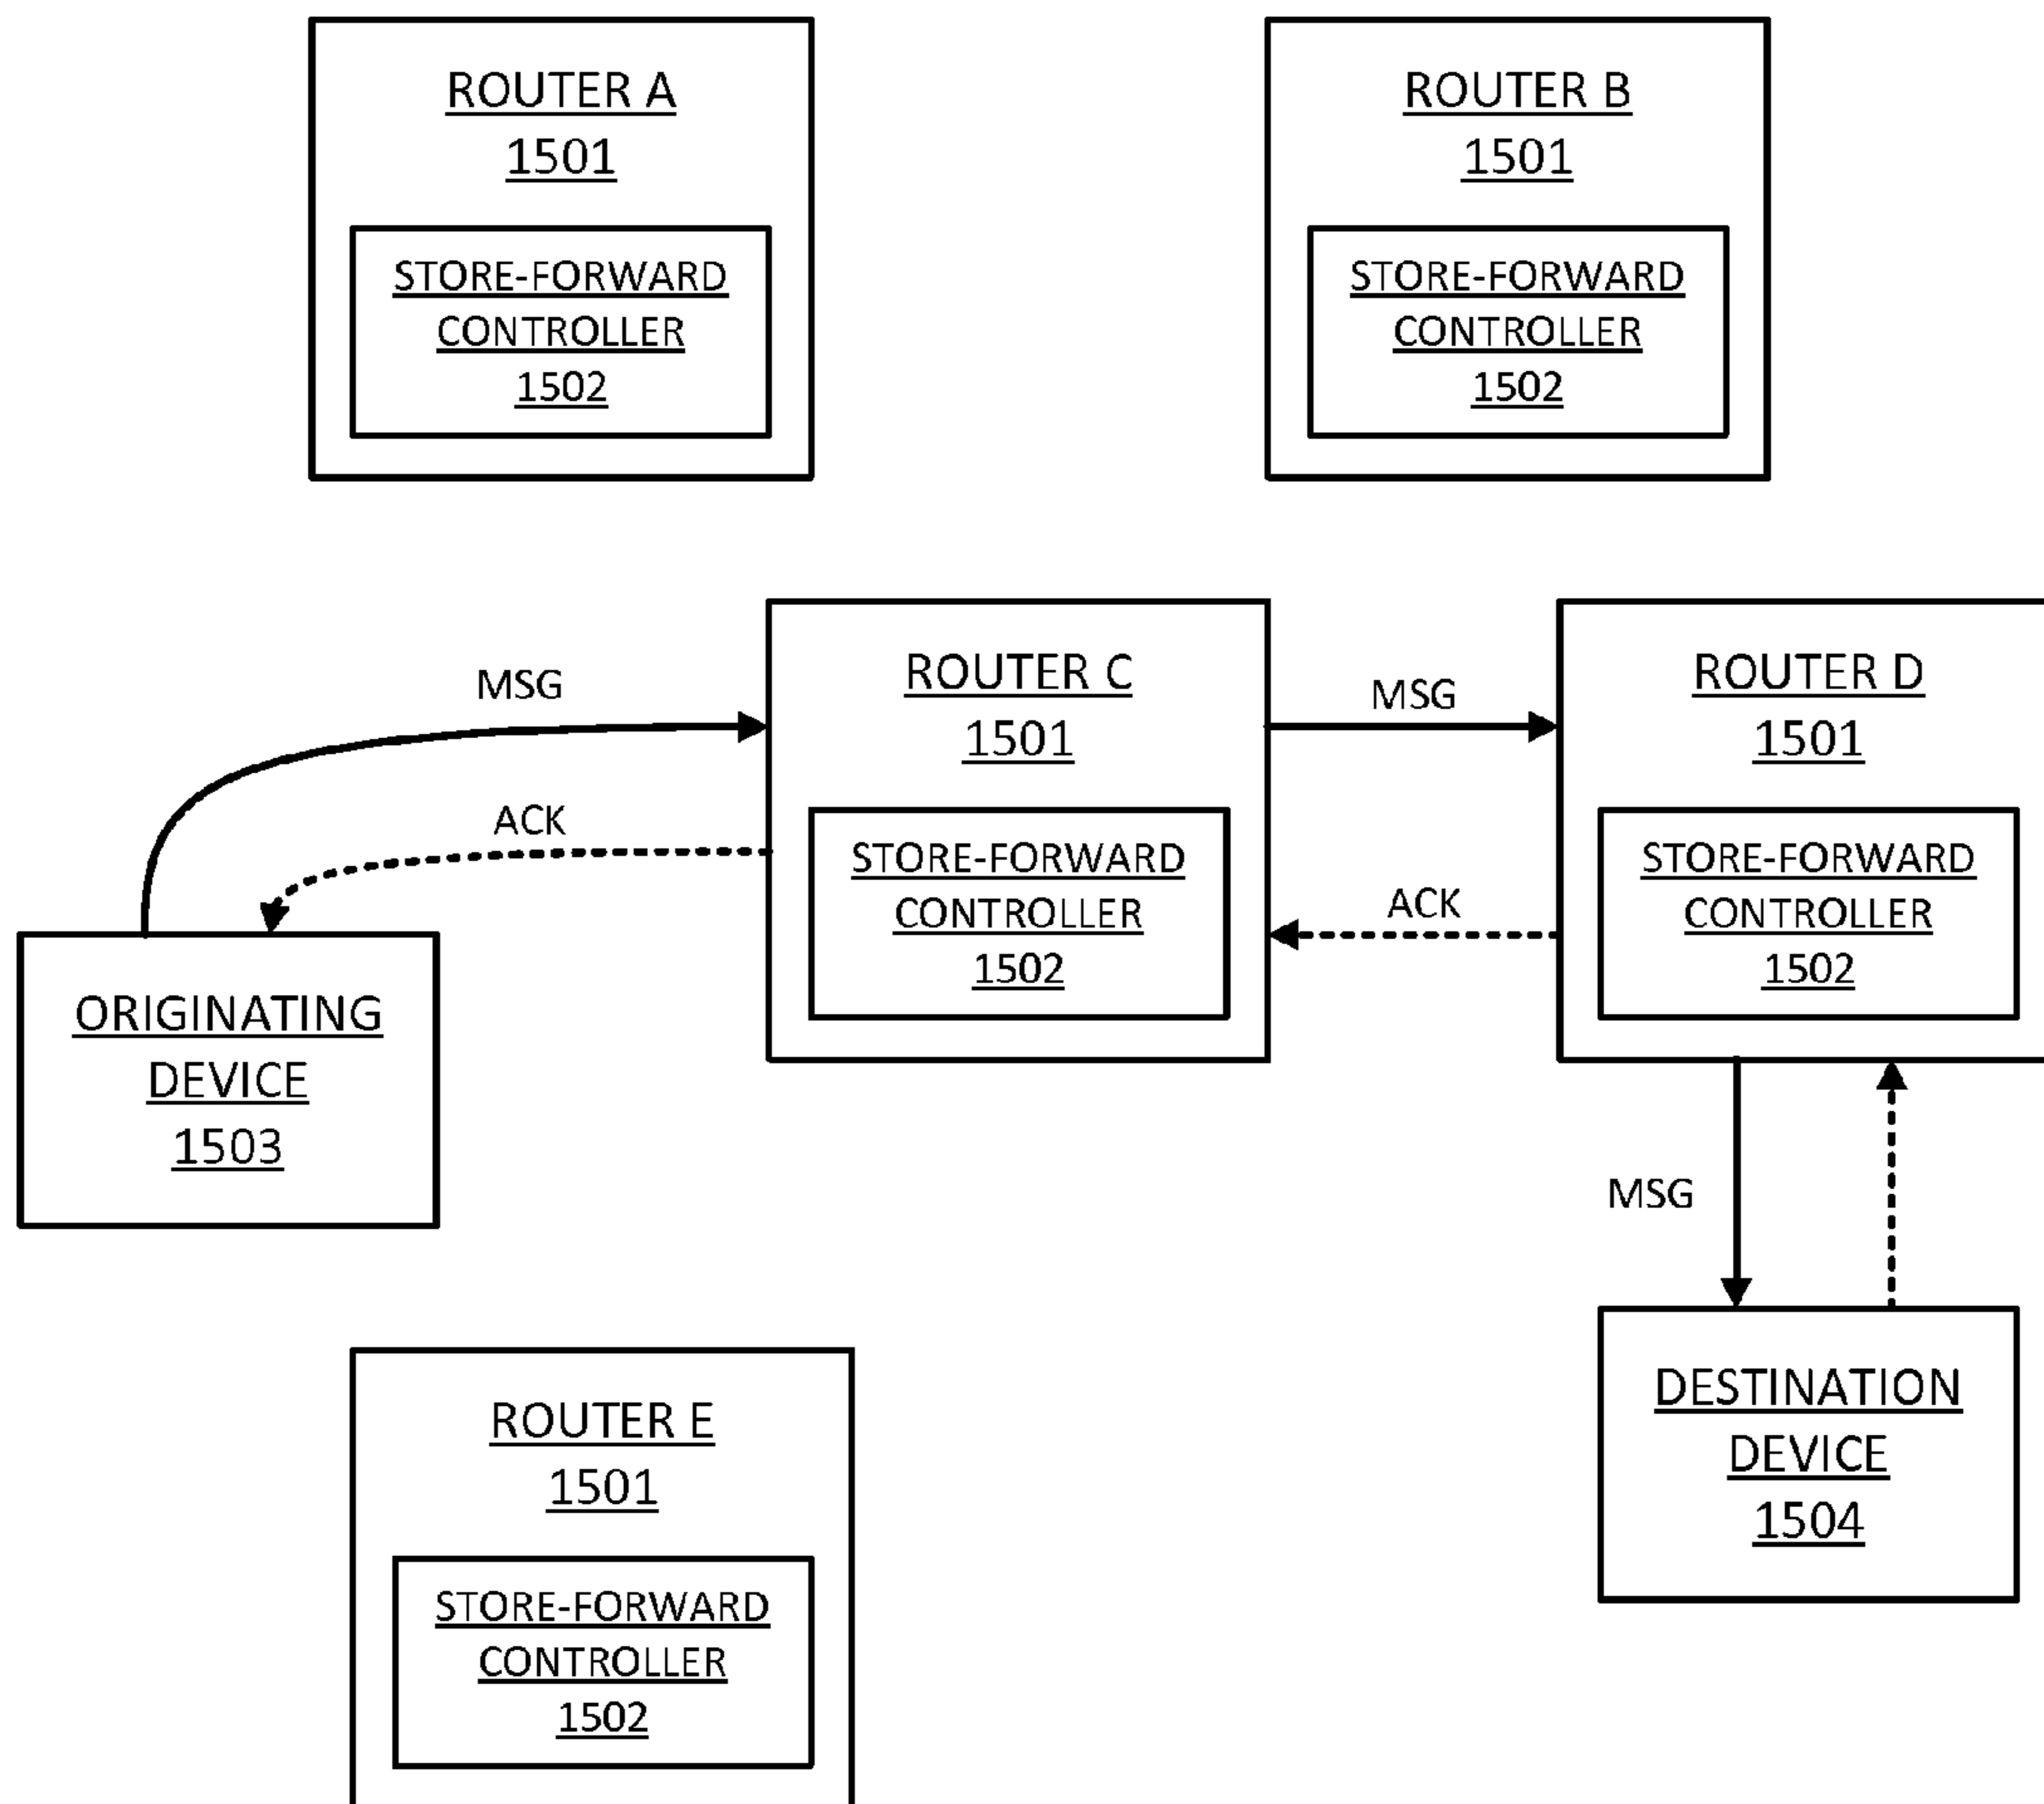 ROUTER A
1501
STORE-FORWARD
CONTROLLER
1502
ROUTER B
1501
STORE-FORWARD
CONTROLLER
1502
MSG
ACK
ROUTER C
1501
STORE-FORWARD
CONTROLLER
1502
MSG
ACK
ROUTER D
1501
STORE-FORWARD
CONTROLLER
1502
ORIGINATING
DEVICE
1503
MSG
DESTINATION
DEVICE
1504
ROUTER E
1501
STORE-FORWARD
CONTROLLER
1502